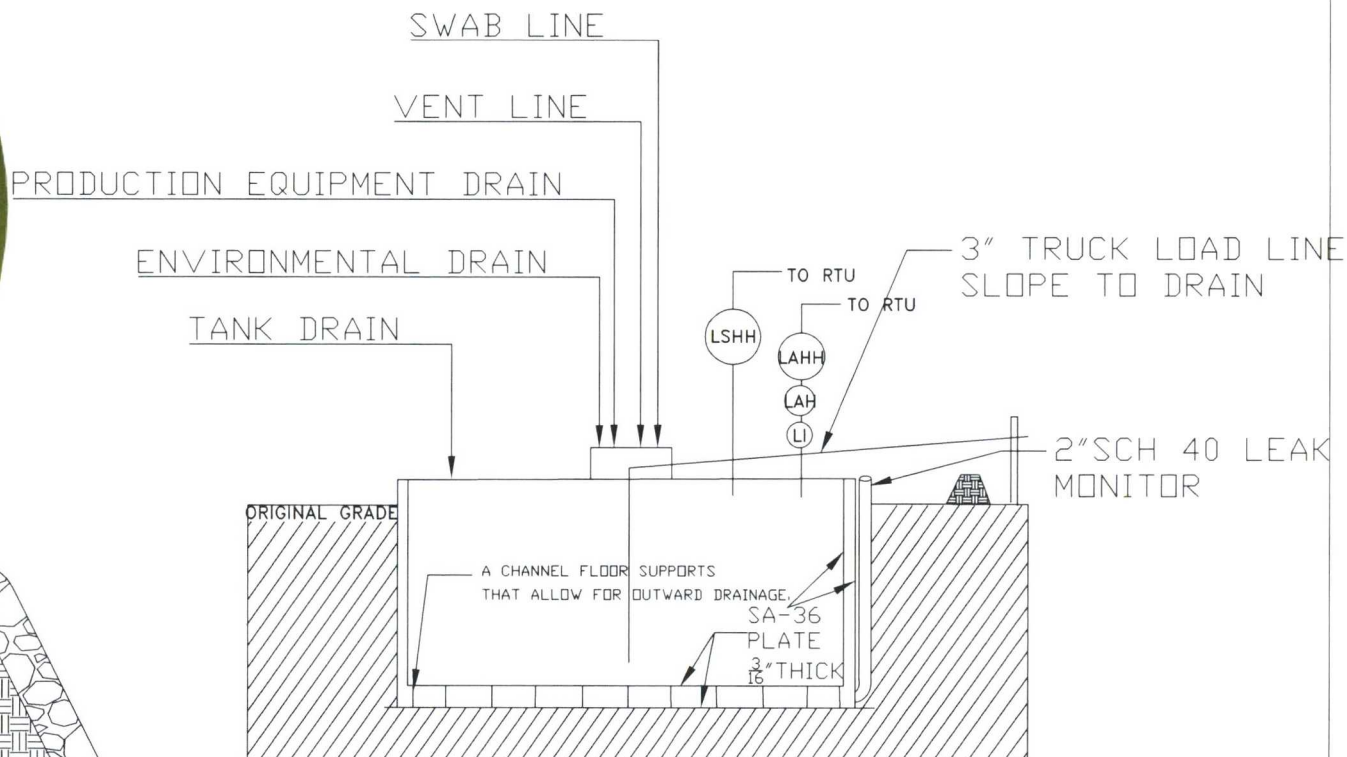 SWAB LINE
VENT LINE
PRODUCTION EQUIPMENT DRAIN
ENVIRONMENTAL DRAIN
TANK DRAIN
3" TRUCK LOAD LINE
SLOPE TO DRAIN
TO RTU
TO RTU
LSHH
LAHH
LAH
LI
2"SCH 40 LEAK
MONITOR
ORIGINAL GRADE
A CHANNEL FLOOR SUPPORTS
THAT ALLOW FOR OUTWARD DRAINAGE.
SA-36
PLATE
3/16" THICK